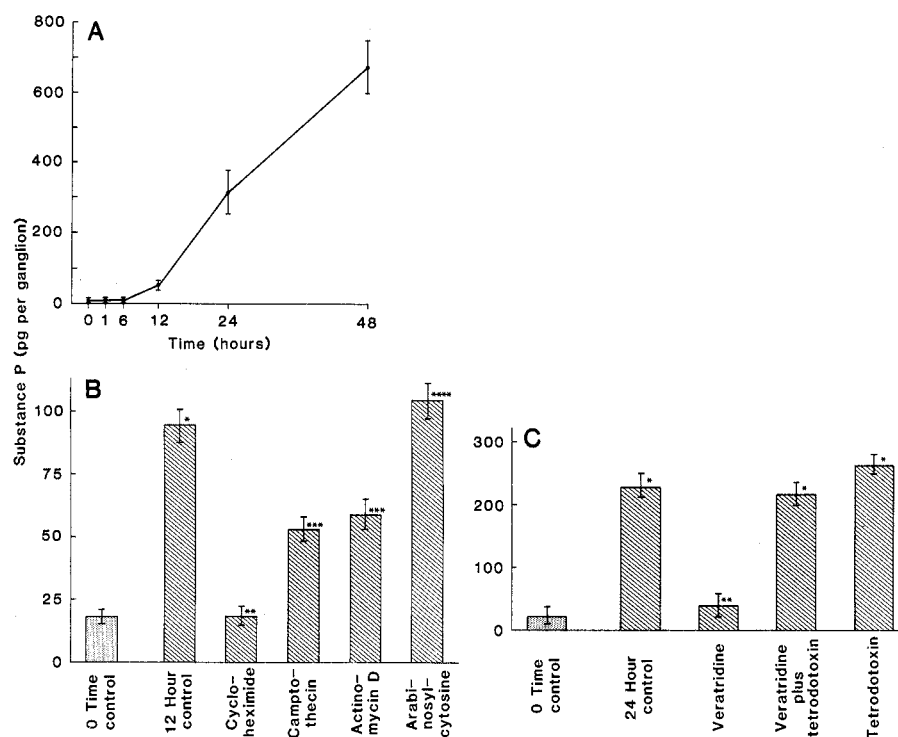 Substance P (pg per ganglion)
A
800
600
400
200
0
0 1 6 12 24 48
Time (hours)
B
100
75
50
25
0
*
**
***
***
****
0 Time
control
12 Hour
control
Cyclo-
heximide
Campto-
thecin
Actino-
mycin D
Arabi-
nosyl-
cytosine
C
300
200
100
0
*
**
*
*
0 Time
control
24 Hour
control
Veratridine
Veratridine
plus
tetrodotoxin
Tetrodotoxin